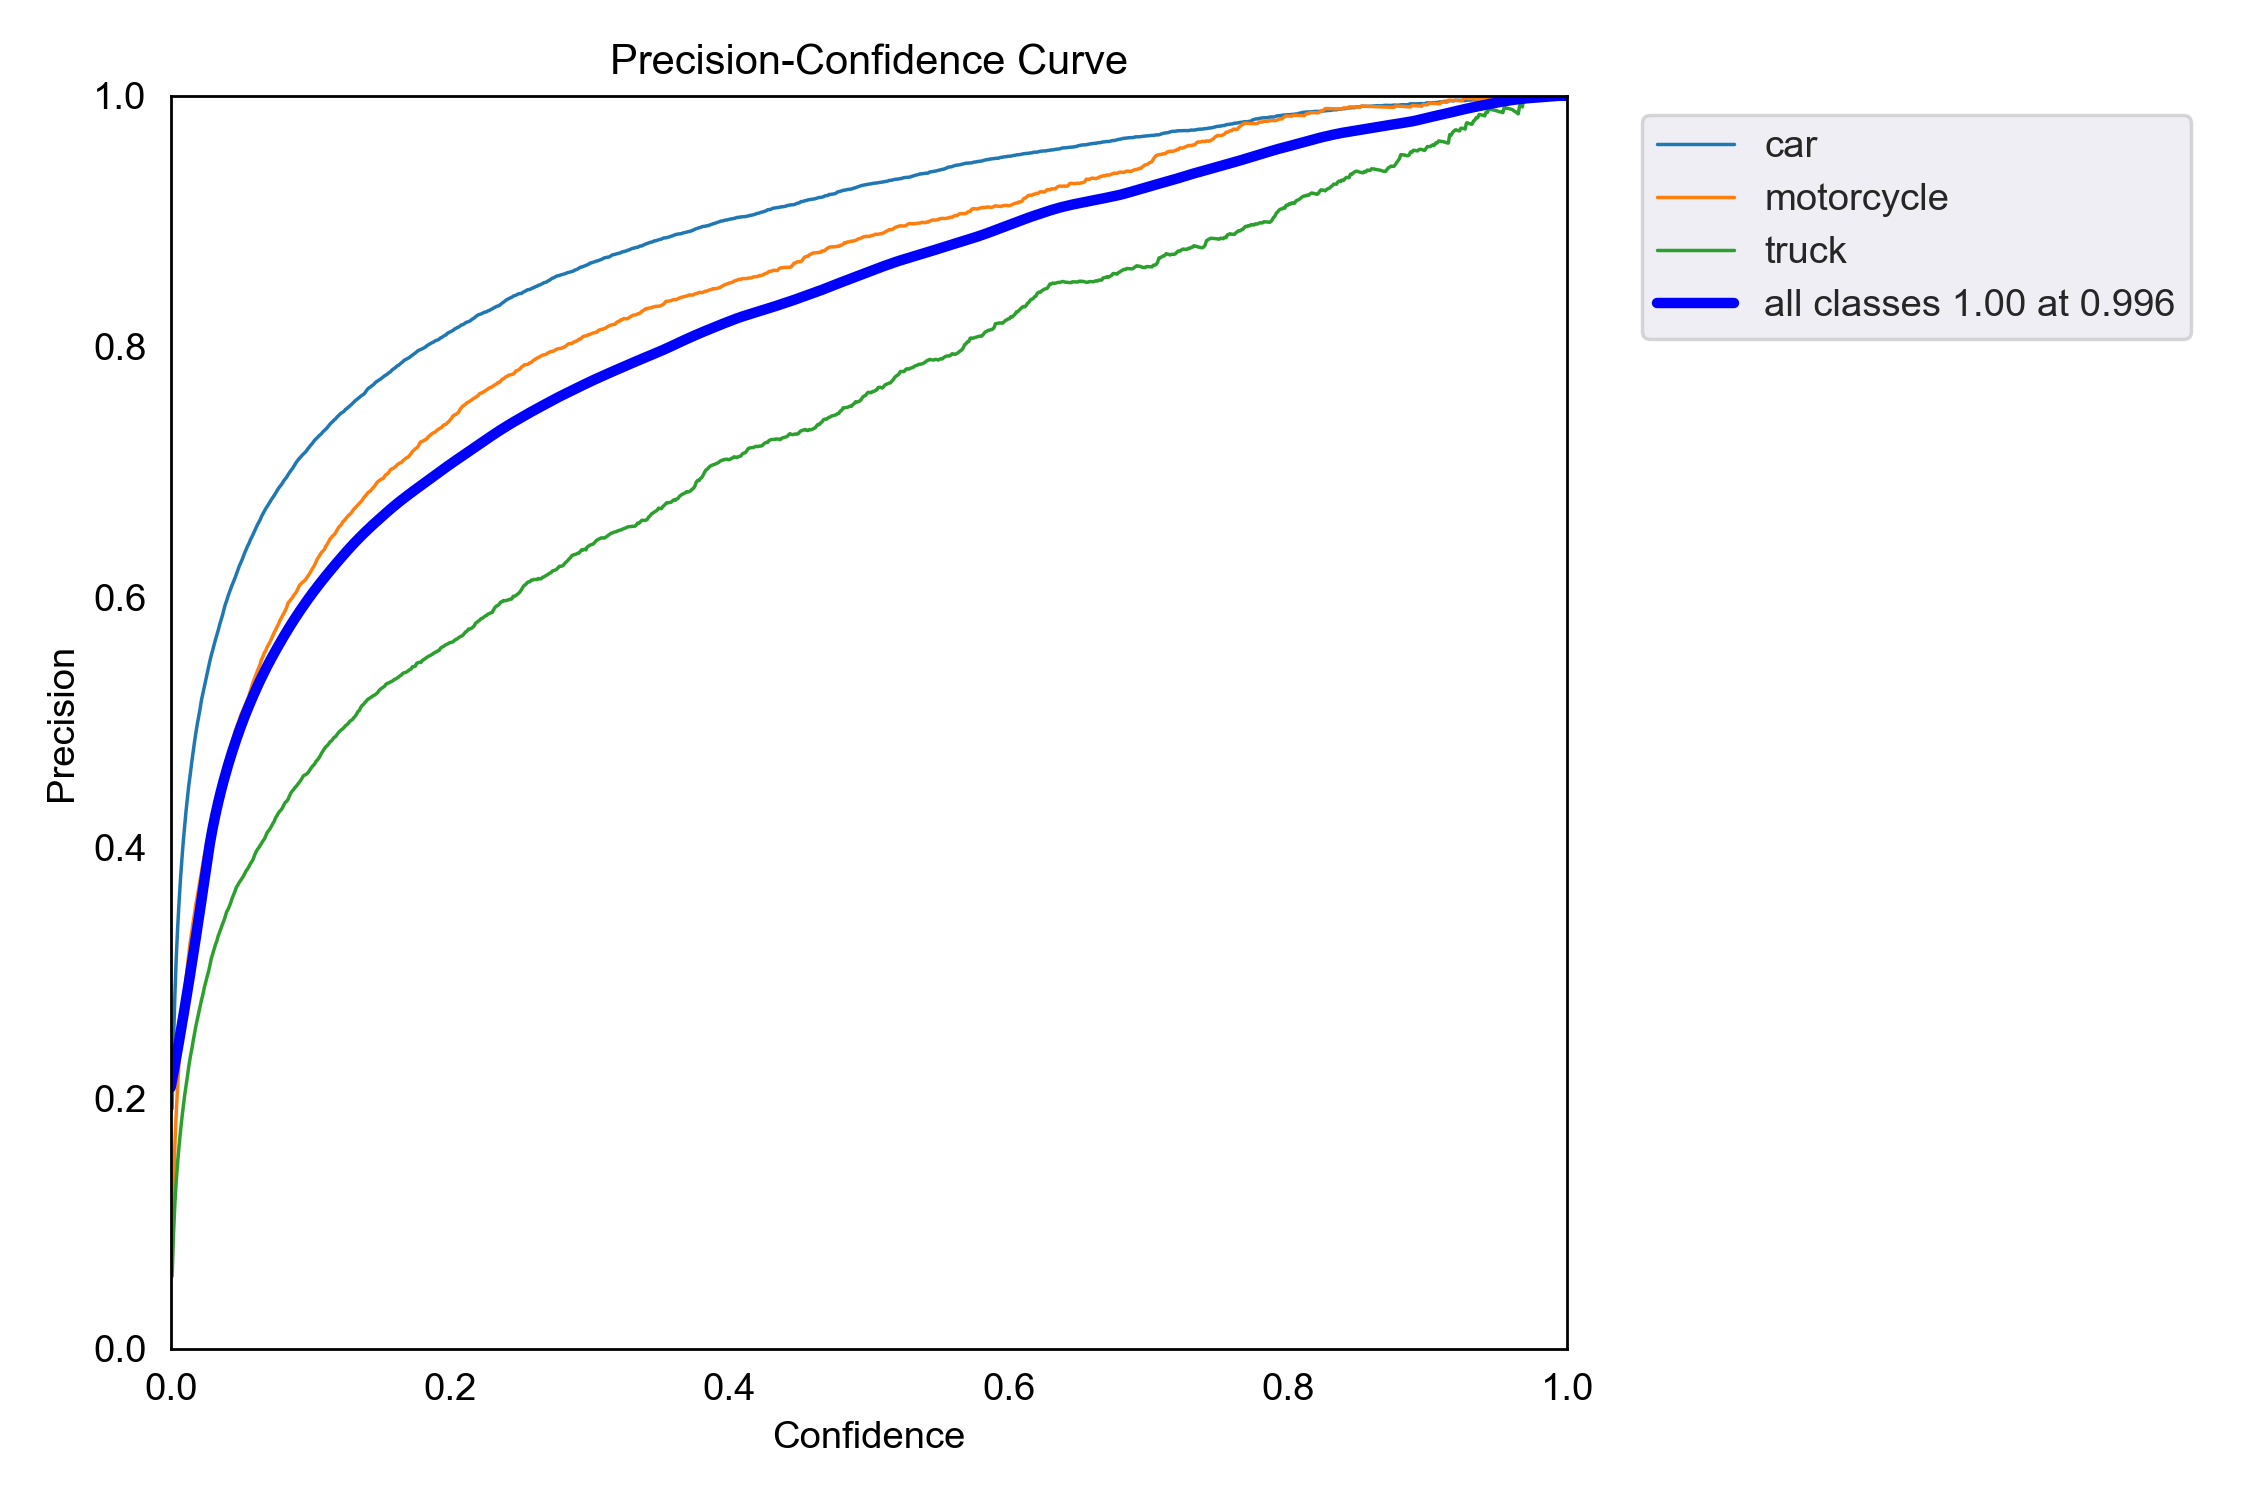 Precision-Confidence Curve
1.0
0.8
0.6
0.4
0.2
0.0
Precision
0.0 0.2 0.4 0.6 0.8 1.0
Confidence
car
motorcycle
truck
all classes 1.00 at 0.996